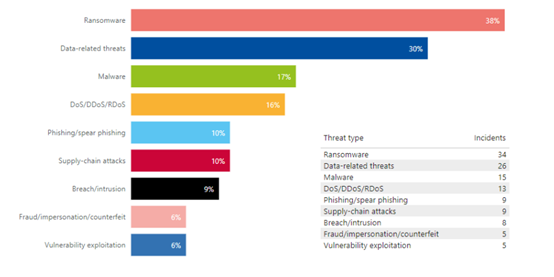 Ransomware 38%
Data-related threats 30%
Malware 17%
DoS/DDoS/RDoS 16%
Phishing/spear phishing 10%
Supply-chain attacks 10%
Breach/intrusion 9%
Fraud/impersonation/counterfeit 6%
Vulnerability exploitation 6%
Threat type Incidents
Ransomware 34
Data-related threats 26
Malware 15
DoS/DDoS/RDoS 13
Phishing/spear phishing 9
Supply-chain attacks 9
Breach/intrusion 8
Fraud/impersonation/counterfeit 5
Vulnerability exploitation 5